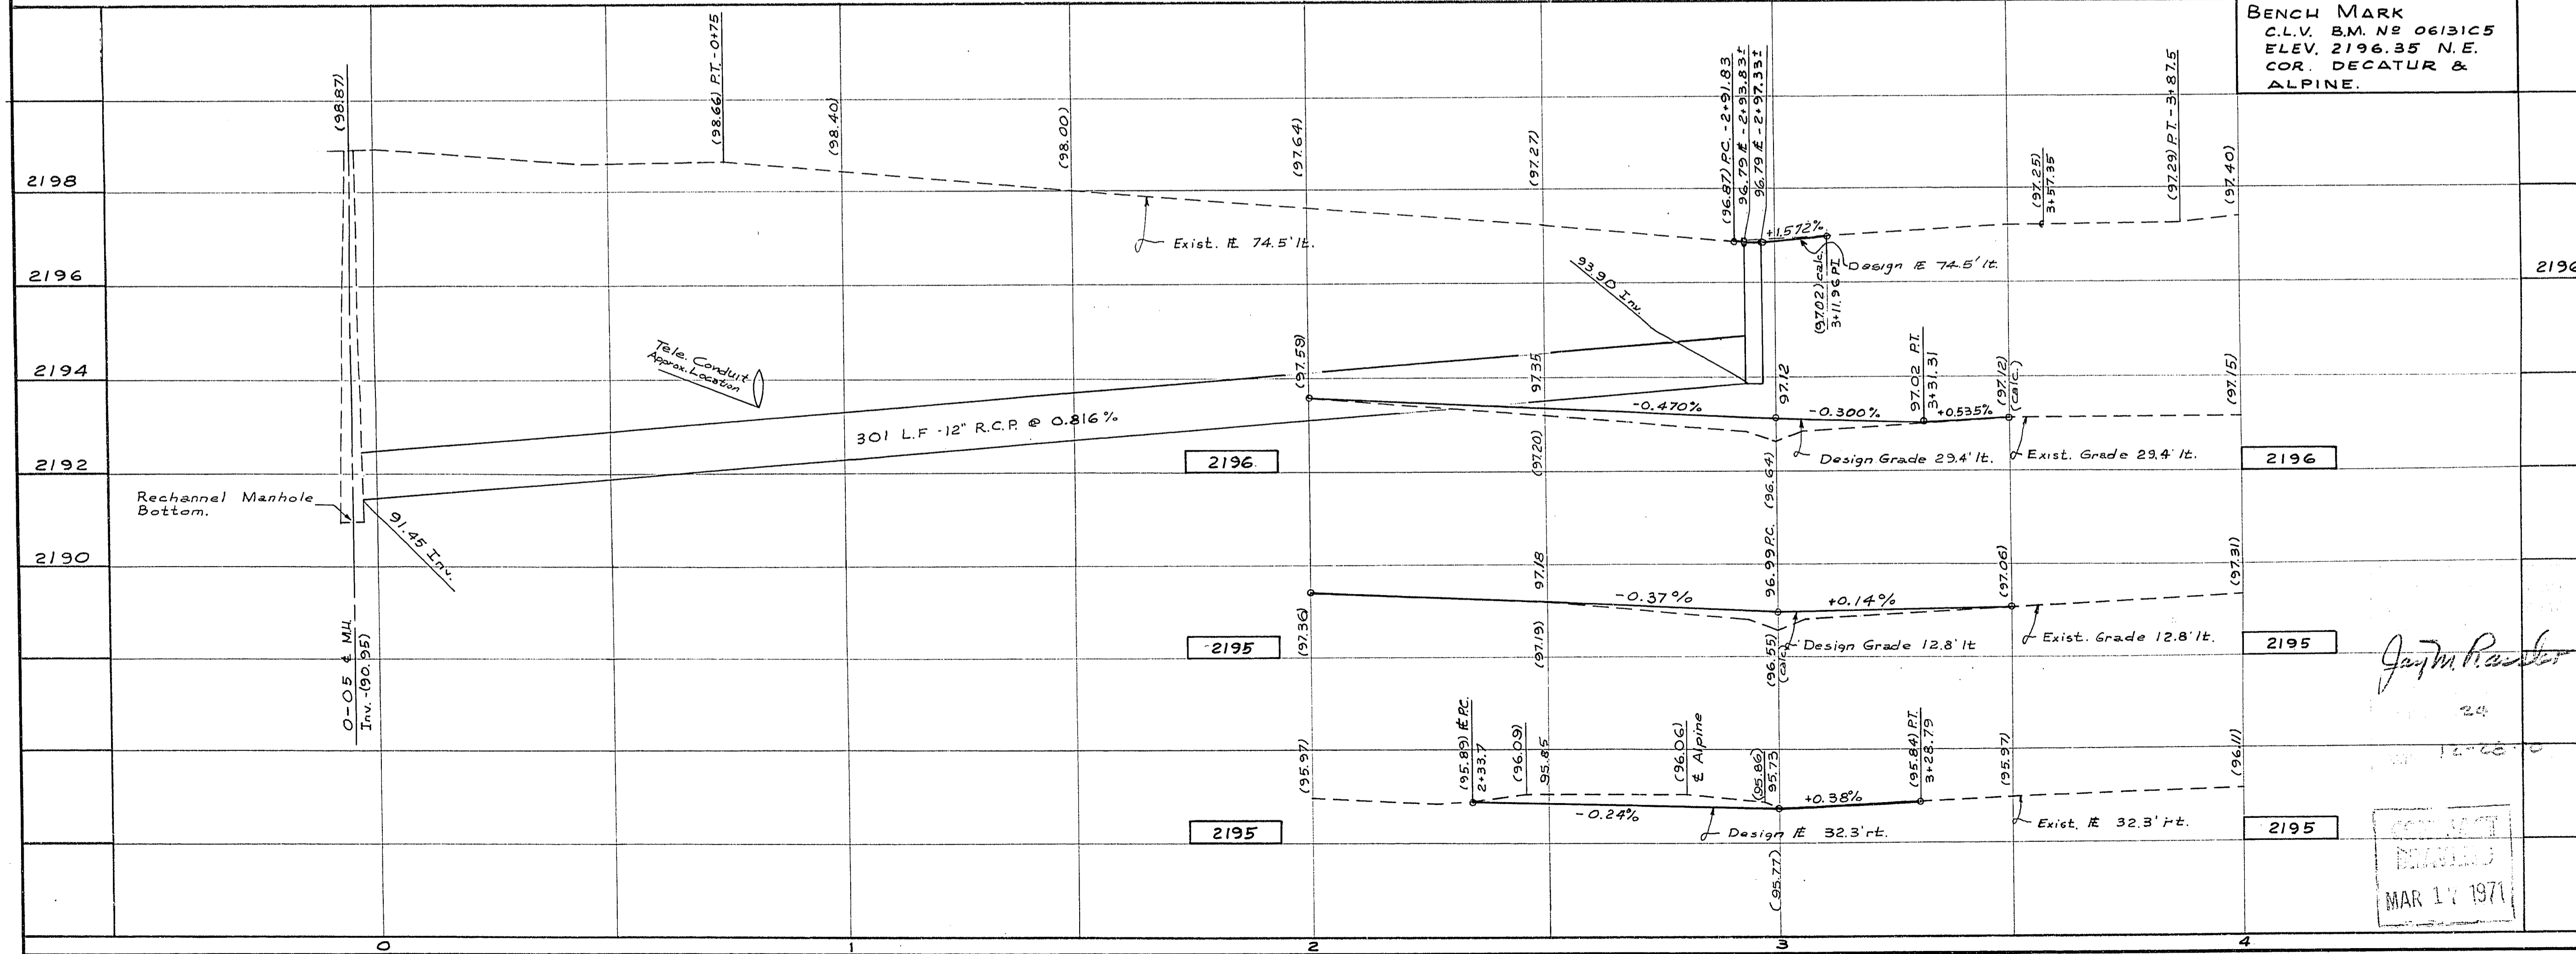 BENCH MARK
C.L.V. B.M. Nº 06131C5
ELEV. 2196.35 N.E.
COR. DECATUR &
ALPINE.
(98.87)
(98.66) P.T. - 0+75
(98.40)
(98.00)
(97.64)
(97.27)
(96.87) P.C. - 2+91.83
96.79 ℄ - 2+93.83±
96.79 ℄ - 2+97.33±
(97.25)
3+57.35
(97.29) P.T. - 3+87.5
(97.40)
2198
Exist. ℄ 74.5' lt.
+1.572%
Design ℄ 74.5' lt.
(97.02) calc.
3+11.96 PI
2196
2196
93.90 Inv.
Tele. Conduit
Approx. Location
2194
301 L.F - 12" R.C.P. @ 0.816%
(97.59)
97.35
97.12
97.02 P.T.
3+31.31
(97.12)
(calc.)
(97.15)
-0.470%
-0.300%
+0.535%
Design Grade 29.4' lt.
Exist. Grade 29.4' lt.
2192
2196
2196
(97.20)
(96.64)
Rechannel Manhole
Bottom.
91.45 Inv.
2190
97.18
96.99 P.C.
(97.06)
(97.31)
-0.37%
+0.14%
(97.36)
(97.19)
(96.55)
(calc.)
Design Grade 12.8' lt
Exist. Grade 12.8' lt.
2195
2195
0-05 ℄ M.H.
Inv. -(90.95)
(95.97)
(95.89) ℄ P.C.
2+33.7
(96.09)
95.85
(96.06)
℄ Alpine
(95.86)
95.73
(95.84) P.T.
3+28.79
(95.97)
(96.11)
-0.24%
+0.38%
Design ℄ 32.3' rt.
Exist. ℄ 32.3' rt.
2195
2195
(95.77)
24
MAR 17 1971
0
1
2
3
4